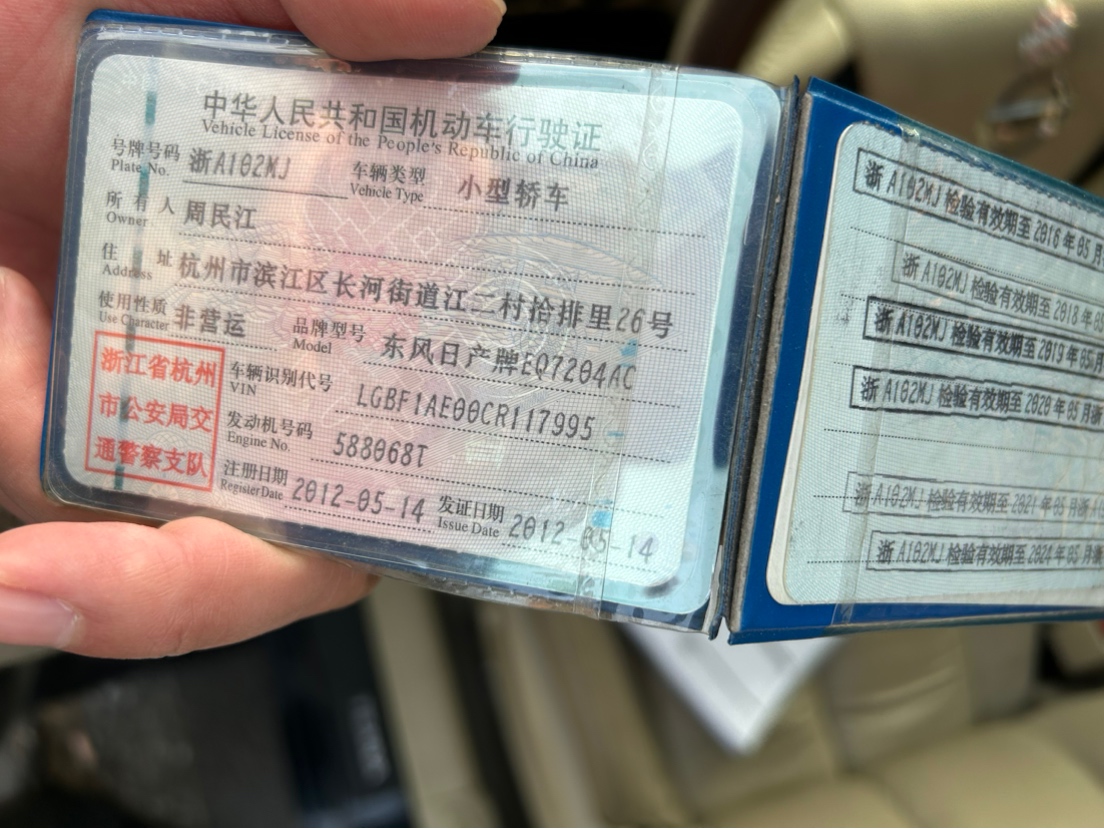 中华人民共和国机动车行驶证
Vehicle License of the People's Republic of China
号牌号码 浙A102MJ 车辆类型 小型轿车
Plate No. Vehicle Type
所有人 周民江
Owner
住址 杭州市滨江区长河街道江二村拾排里26号
Address
使用性质 非营运 品牌型号 东风日产牌EQ7204AC
Use Character Model
浙江省杭州
市公安局交
通警察支队
车辆识别代号 LGBF1AE00CR117995
VIN
发动机号码 588068T
Engine No.
注册日期 2012-05-14 发证日期 2012-05-14
Register Date Issue Date
浙A102MJ 检验有效期至2016年05月
浙A102MJ 检验有效期至2018年05
浙A102MJ 检验有效期至2019年05月
浙A102MJ 检验有效期至2020年05月浙
浙A102MJ 检验有效期至2021年05月浙
浙A102MJ 检验有效期至2024年05月浙